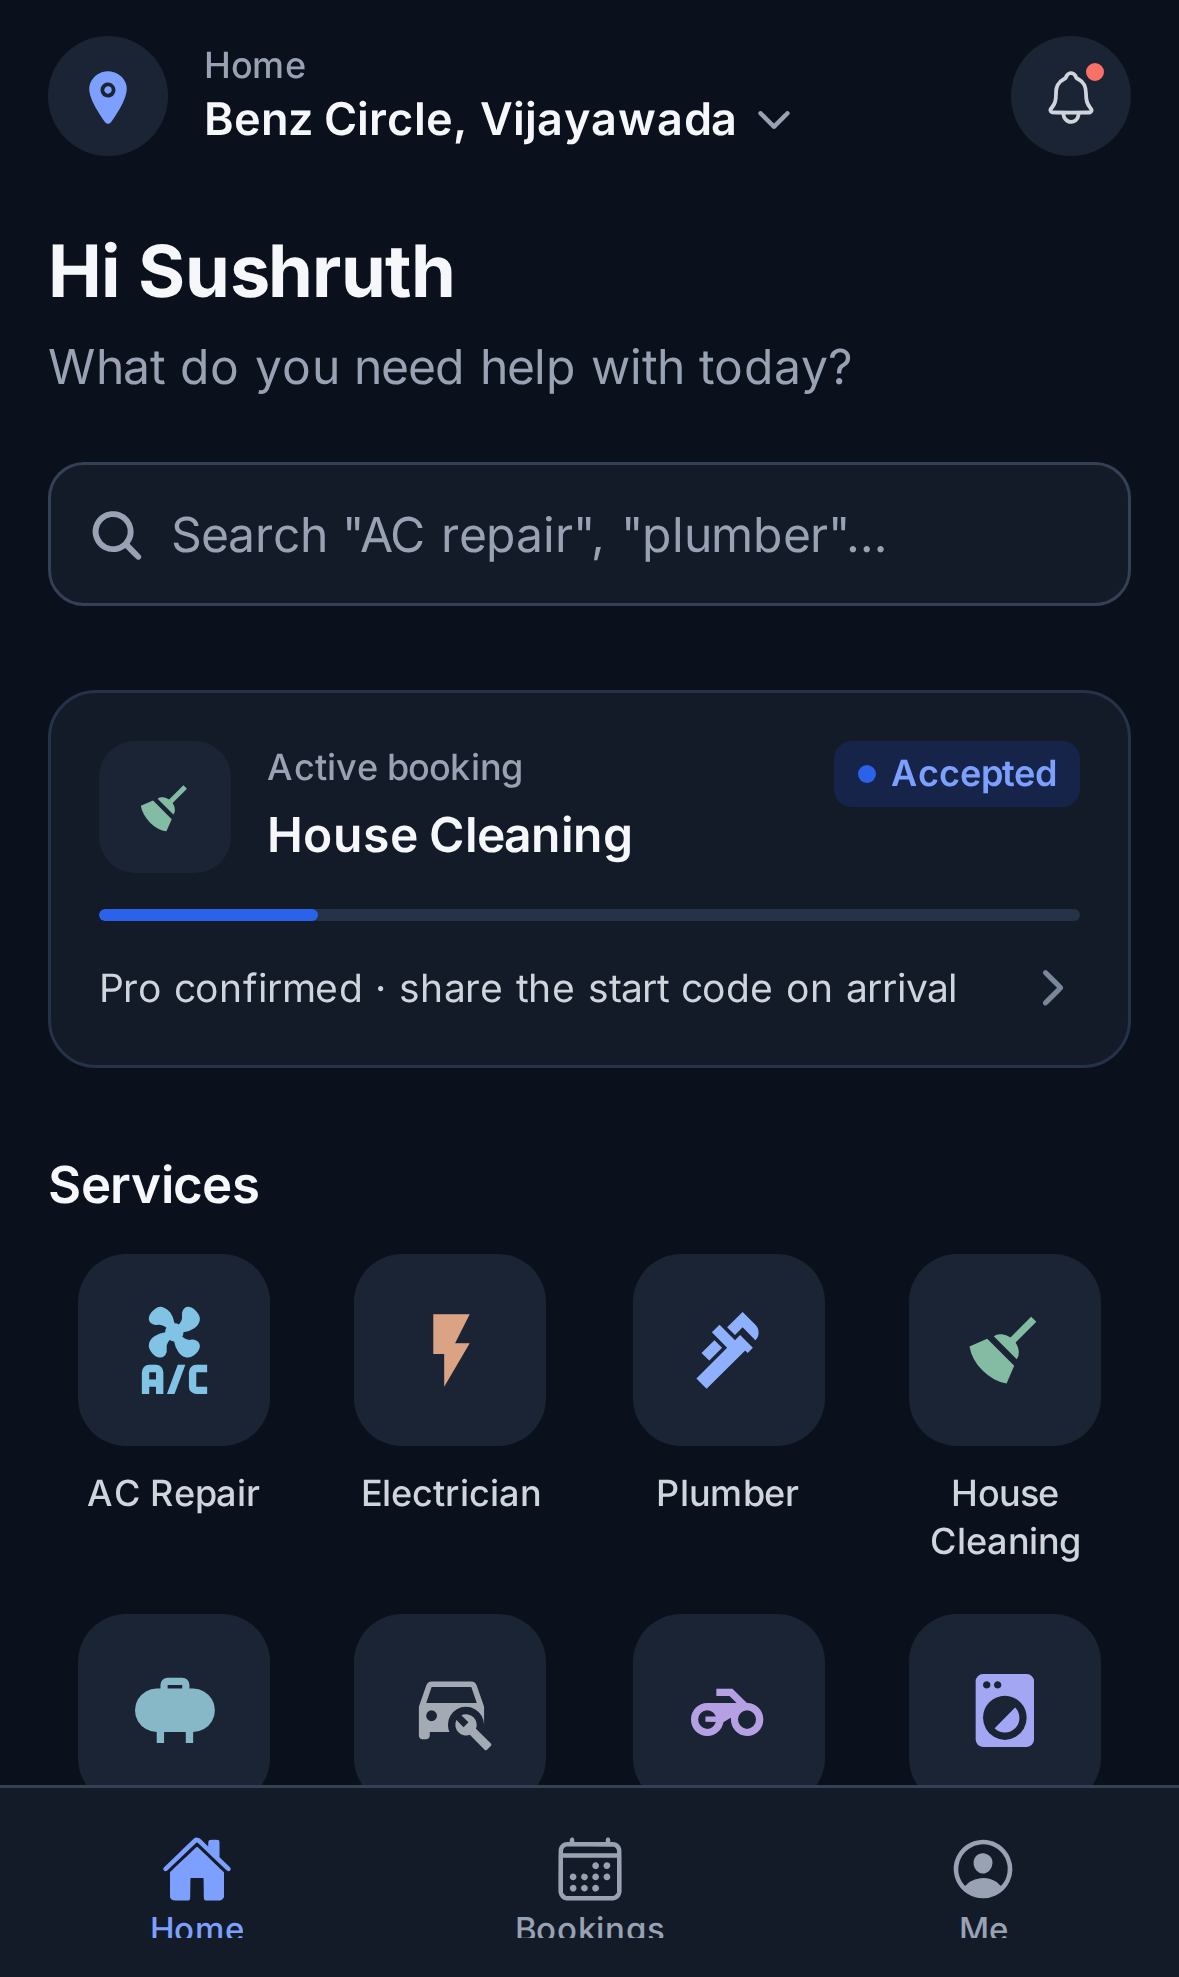 Home
Benz Circle, Vijayawada
Hi Sushruth
What do you need help with today?
Search "AC repair", "plumber"...
Active booking
Accepted
House Cleaning
Pro confirmed · share the start code on arrival
Services
A/C
AC Repair
Electrician
Plumber
House
Cleaning
Home
Bookings
Me